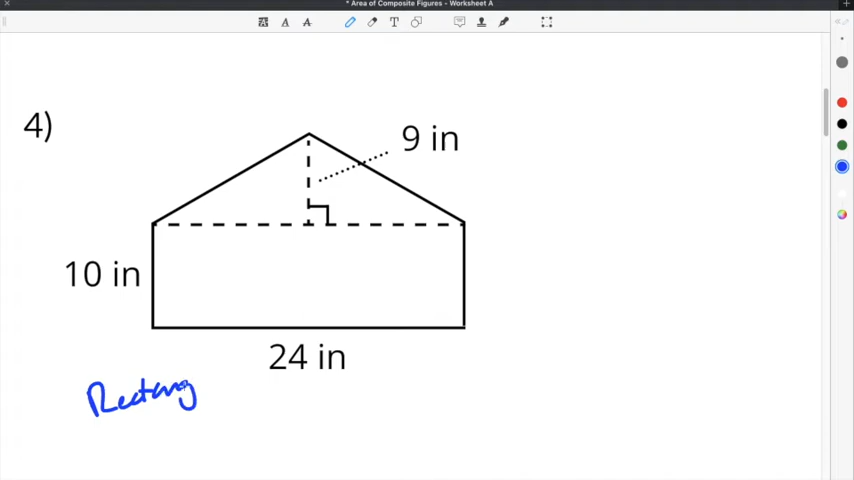 * Area of Composite Figures - Worksheet A
A A T
4)
9 in
10 in
24 in
Rectang